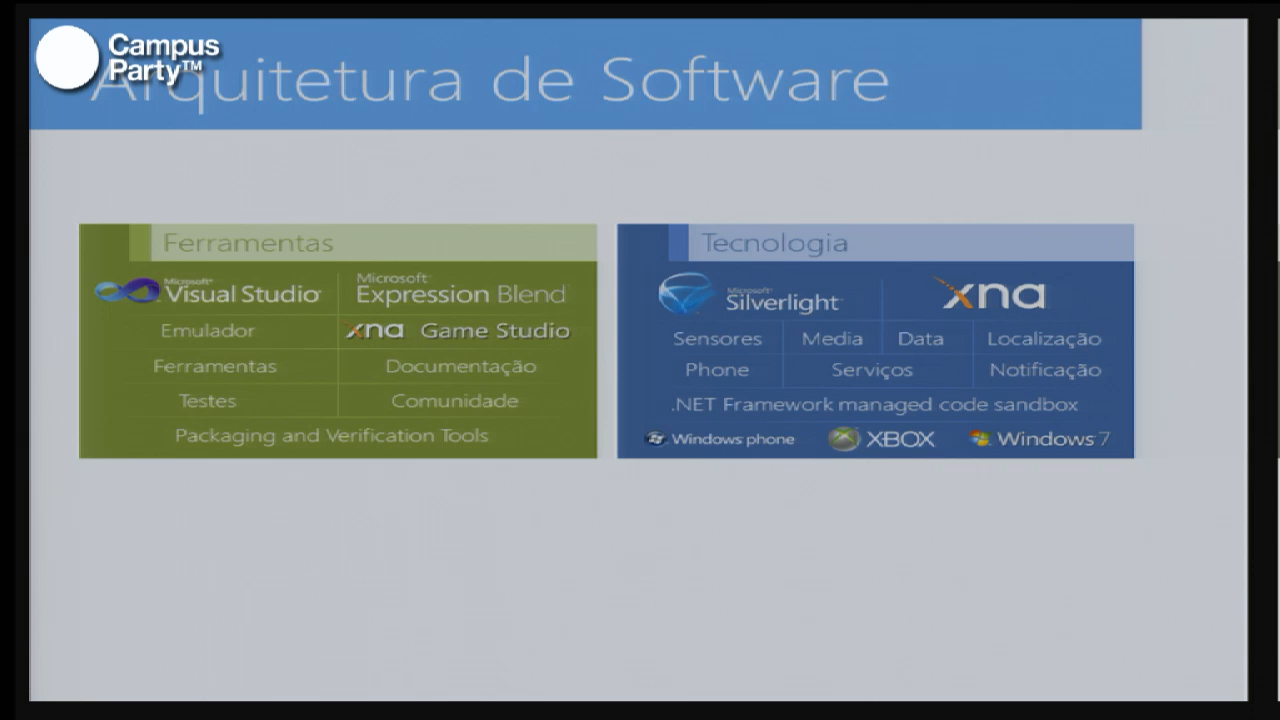 Campus
Party™
Arquitetura de Software
Ferramentas
Microsoft®
Visual Studio
Microsoft
Expression Blend
Emulador
xna Game Studio
Ferramentas
Documentação
Testes
Comunidade
Packaging and Verification Tools
Tecnologia
Microsoft®
Silverlight
xna
Sensores
Media
Data
Localização
Phone
Serviços
Notificação
.NET Framework managed code sandbox
Windows phone
XBOX
Windows 7